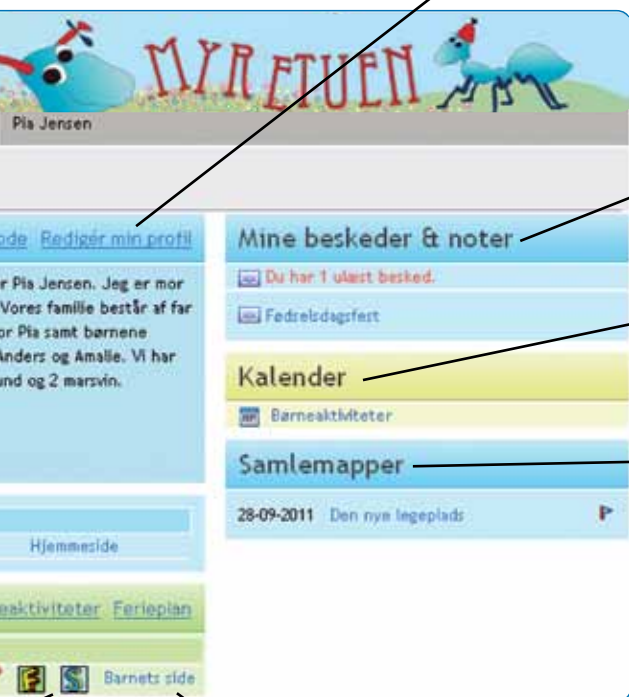 MYRETUEN
Pia Jensen
Redigér min profil
r Pia Jensen. Jeg er mor
Vores familie består af far
or Pia samt børnene
Anders og Amalie. Vi har
und og 2 marsvin.
Hjemmeside
eaktiviteter Ferieplan
Barnets side
Mine beskeder & noter
Du har 1 ulæst besked.
Fødselsdagsfest
Kalender
Børneaktiviteter
Samlemapper
28-09-2011 Den nye legeplads